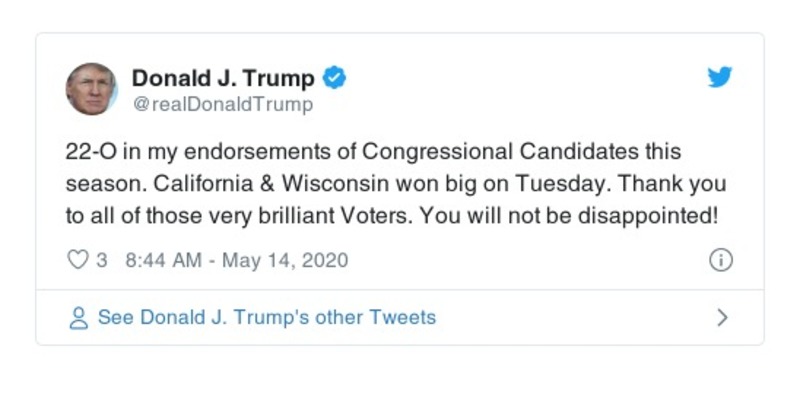 Donald J. Trump
@realDonaldTrump
22-O in my endorsements of Congressional Candidates this
season. California & Wisconsin won big on Tuesday. Thank you
to all of those very brilliant Voters. You will not be disappointed!
3 8:44 AM - May 14, 2020
See Donald J. Trump's other Tweets